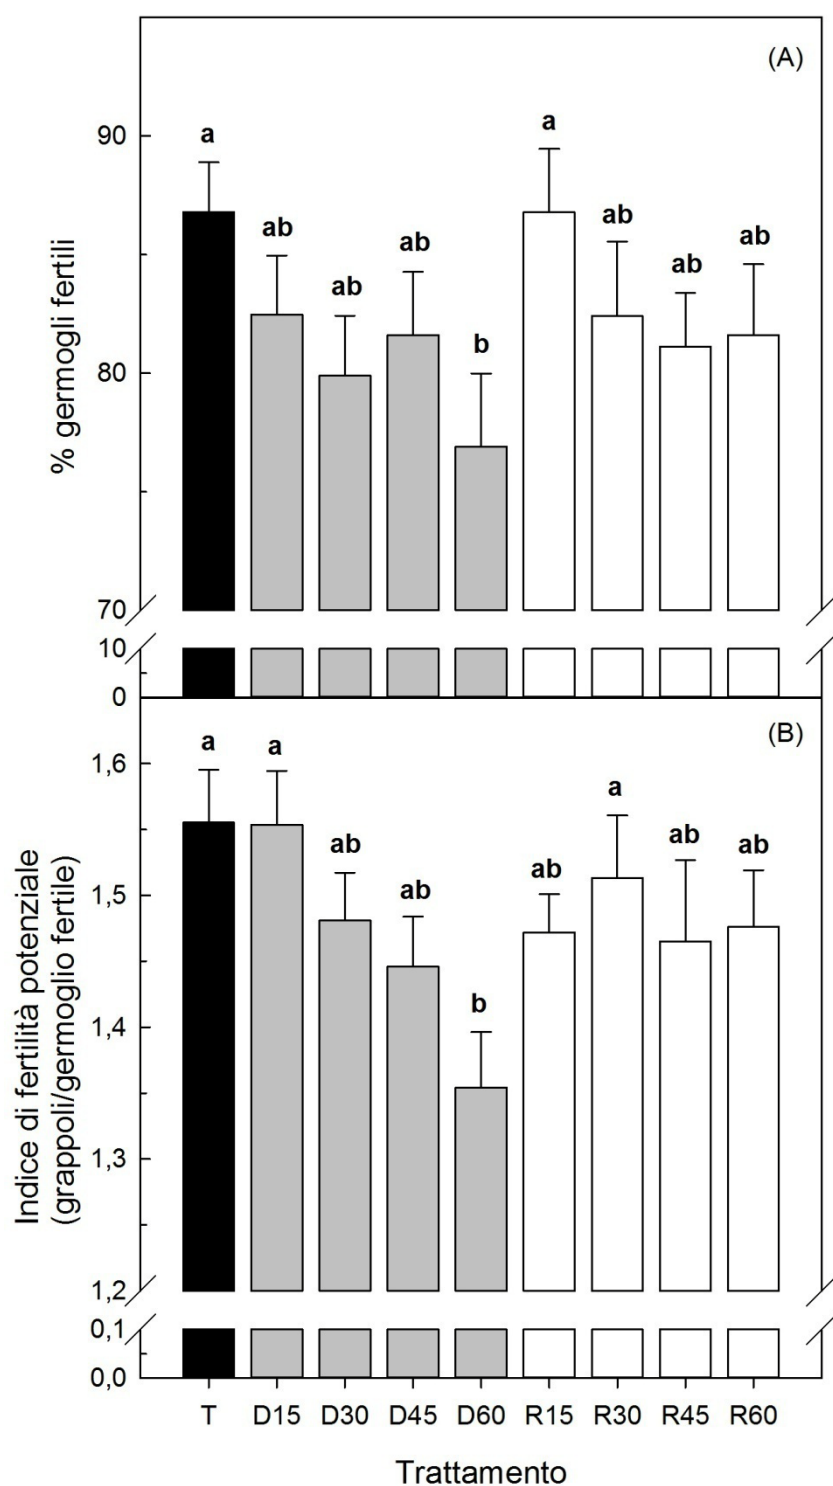 (A)
90
80
70
10
0
% germogli fertili
a
ab
ab
ab
b
a
ab
ab
ab
(B)
1,6
1,5
1,4
1,3
1,2
0,1
0,0
Indice di fertilità potenziale
(grappoli/germoglio fertile)
a
a
ab
ab
b
ab
a
ab
ab
T D15 D30 D45 D60 R15 R30 R45 R60
Trattamento